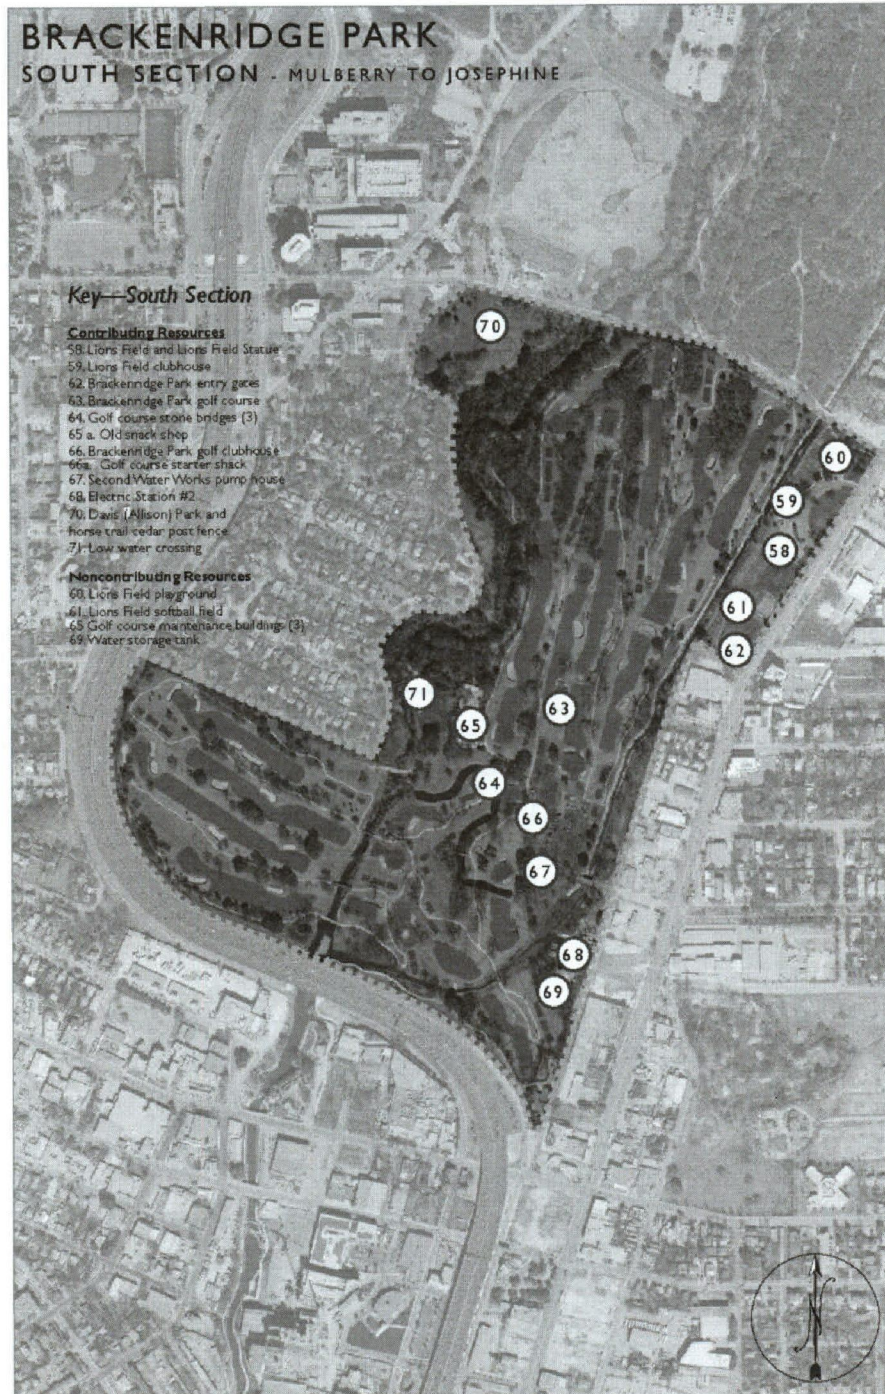 BRACKENRIDGE PARK
SOUTH SECTION - MULBERRY TO JOSEPHINE
Key—South Section
Contributing Resources
58. Lions Field and Lions Field Statue
59. Lions Field clubhouse
62. Brackenridge Park entry gates
63. Brackenridge Park golf course
64. Golf course stone bridges (3)
65 a. Old snack shop
66. Brackenridge Park golf clubhouse
66a. Golf course starter shack
67. Second Water Works pump house
68. Electric Station #2
70. Davis (Allison) Park and
horse trail cedar post fence
71. Low water crossing
Noncontributing Resources
60. Lions Field playground
61. Lions Field softball field
65 Golf course maintenance buildings (3)
69. Water storage tank
70
60
59
58
61
62
71
65
63
64
66
67
68
69
N